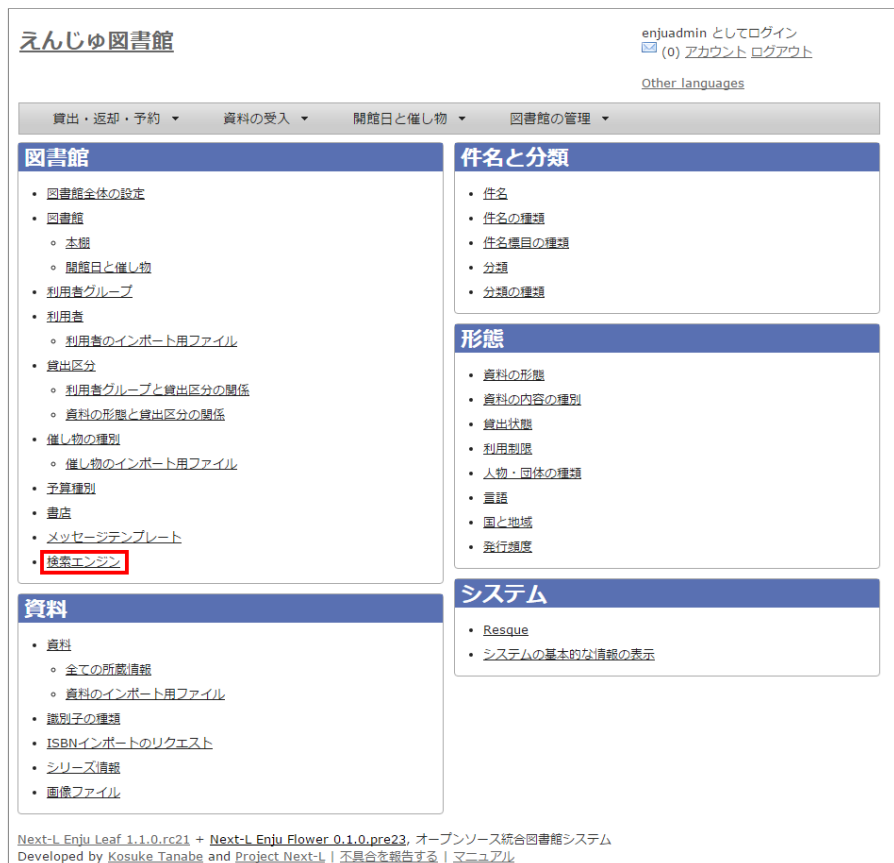 えんじゅ図書館
enjuadmin としてログイン
(0) アカウント ログアウト
Other languages
貸出・返却・予約 ▼ 資料の受入 ▼ 開館日と催し物 ▼ 図書館の管理 ▼
図書館
図書館全体の設定
図書館
本棚
開館日と催し物
利用者グループ
利用者
利用者のインポート用ファイル
貸出区分
利用者グループと貸出区分の関係
資料の形態と貸出区分の関係
催し物の種別
催し物のインポート用ファイル
予算種別
書店
メッセージテンプレート
検索エンジン
資料
資料
全ての所蔵情報
資料のインポート用ファイル
識別子の種類
ISBNインポートのリクエスト
シリーズ情報
画像ファイル
件名と分類
件名
件名の種類
件名標目の種類
分類
分類の種類
形態
資料の形態
資料の内容の種別
貸出状態
利用制限
人物・団体の種類
言語
国と地域
発行頻度
システム
Resque
システムの基本的な情報の表示
Next-L Enju Leaf 1.1.0.rc21 + Next-L Enju Flower 0.1.0.pre23, オープンソース統合図書館システム
Developed by Kosuke Tanabe and Project Next-L | 不具合を報告する | マニュアル